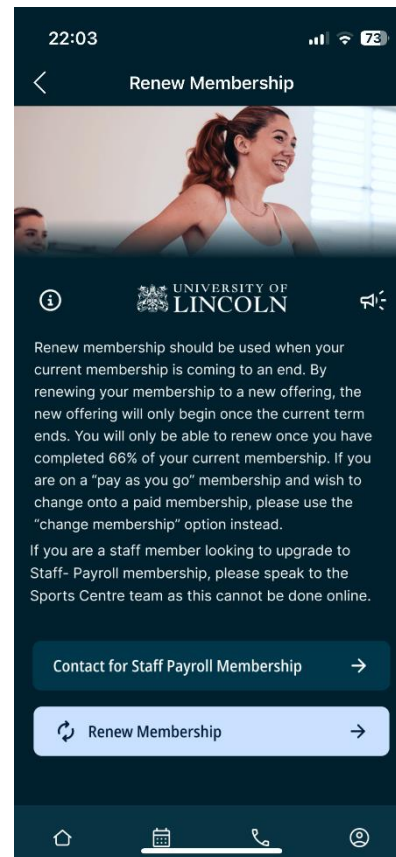 22:03
73
Renew Membership
UNIVERSITY OF
LINCOLN
Renew membership should be used when your
current membership is coming to an end. By
renewing your membership to a new offering, the
new offering will only begin once the current term
ends. You will only be able to renew once you have
completed 66% of your current membership. If you
are on a “pay as you go” membership and wish to
change onto a paid membership, please use the
“change membership” option instead.
If you are a staff member looking to upgrade to
Staff- Payroll membership, please speak to the
Sports Centre team as this cannot be done online.
Contact for Staff Payroll Membership
Renew Membership